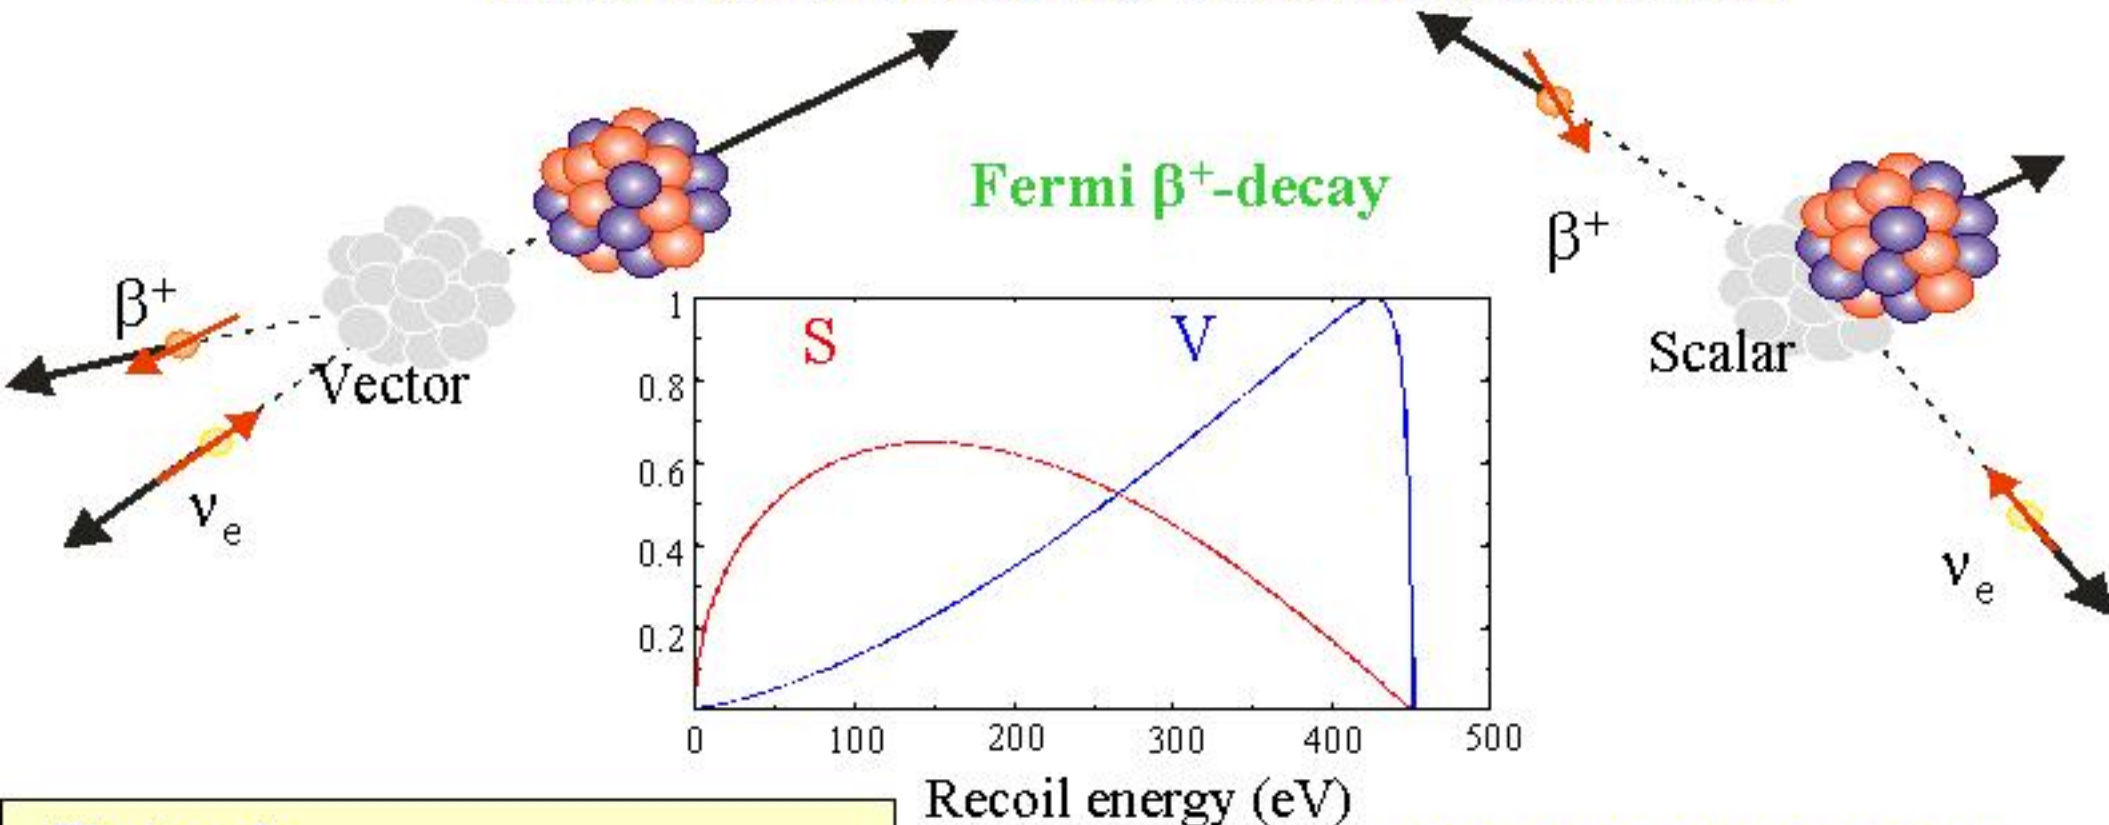 Fermi β⁺-decay
β⁺
Vector
νe
β⁺
Scalar
νe
S
V
1
0.8
0.6
0.4
0.2
0 100 200 300 400 500
Recoil energy (eV)